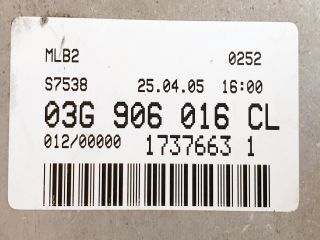 MLB2 0252
S7538 25.04.05 16:00
03G 906 016 CL
012/00000 1737663 1